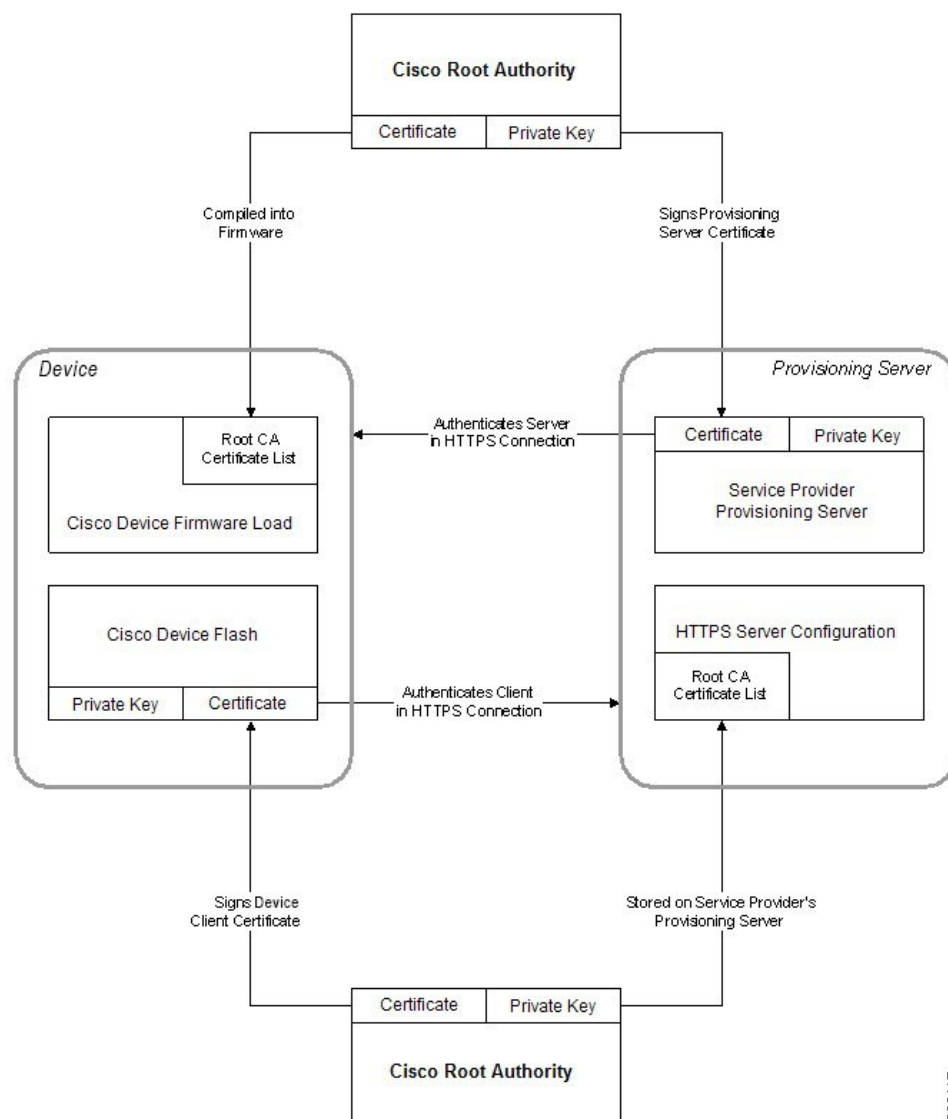 Cisco Root Authority
Certificate
Private Key
Compiled into
Firmware
Signs Provisioning
Server Certificate
Device
Provisioning Server
Root CA
Certificate List
Cisco Device Firmware Load
Authenticates Server
in HTTPS Connection
Certificate
Private Key
Service Provider
Provisioning Server
Cisco Device Flash
Private Key
Certificate
Authenticates Client
in HTTPS Connection
HTTPS Server Configuration
Root CA
Certificate List
Signs Device
Client Certificate
Stored on Service Provider's
Provisioning Server
Certificate
Private Key
Cisco Root Authority